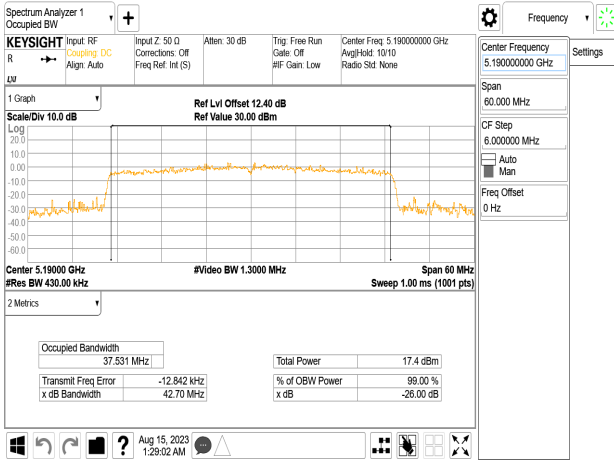 Spectrum Analyzer 1
Occupied BW
Frequency
KEYSIGHT
R
LXI
Input: RF
Coupling: DC
Align: Auto
Input Z: 50 Ω
Corrections: Off
Freq Ref: Int (S)
Atten: 30 dB
Trig: Free Run
Gate: Off
#IF Gain: Low
Center Freq: 5.190000000 GHz
Avg|Hold: 10/10
Radio Std: None
Center Frequency
5.190000000 GHz
Settings
Span
60.000 MHz
CF Step
6.000000 MHz
Auto
Man
Freq Offset
0 Hz
1 Graph
Scale/Div 10.0 dB
Ref Lvl Offset 12.40 dB
Ref Value 30.00 dBm
Log
20.0
10.0
0.00
-10.0
-20.0
-30.0
-40.0
-50.0
-60.0
Center 5.19000 GHz
#Video BW 1.3000 MHz
Span 60 MHz
#Res BW 430.00 kHz
Sweep 1.00 ms (1001 pts)
2 Metrics
Occupied Bandwidth
37.531 MHz
Total Power 17.4 dBm
Transmit Freq Error -12.842 kHz
% of OBW Power 99.00 %
x dB Bandwidth 42.70 MHz
x dB -26.00 dB
?
Aug 15, 2023
1:29:02 AM